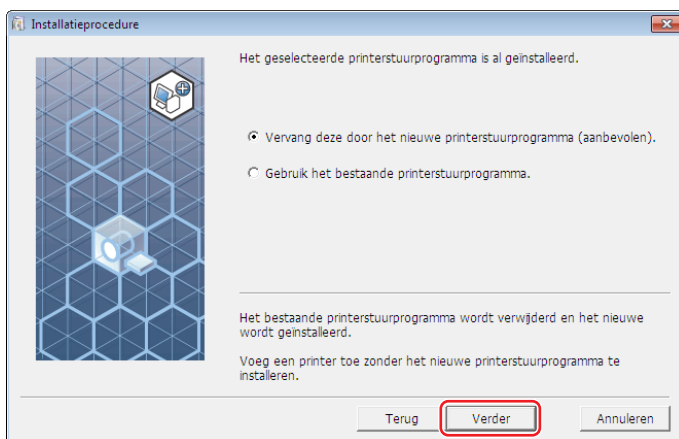 Installatieprocedure
Het geselecteerde printerstuurprogramma is al geïnstalleerd.
Vervang deze door het nieuwe printerstuurprogramma (aanbevolen).
Gebruik het bestaande printerstuurprogramma.
Het bestaande printerstuurprogramma wordt verwijderd en het nieuwe
wordt geïnstalleerd.
Voeg een printer toe zonder het nieuwe printerstuurprogramma te
installeren.
Terug
Verder
Annuleren